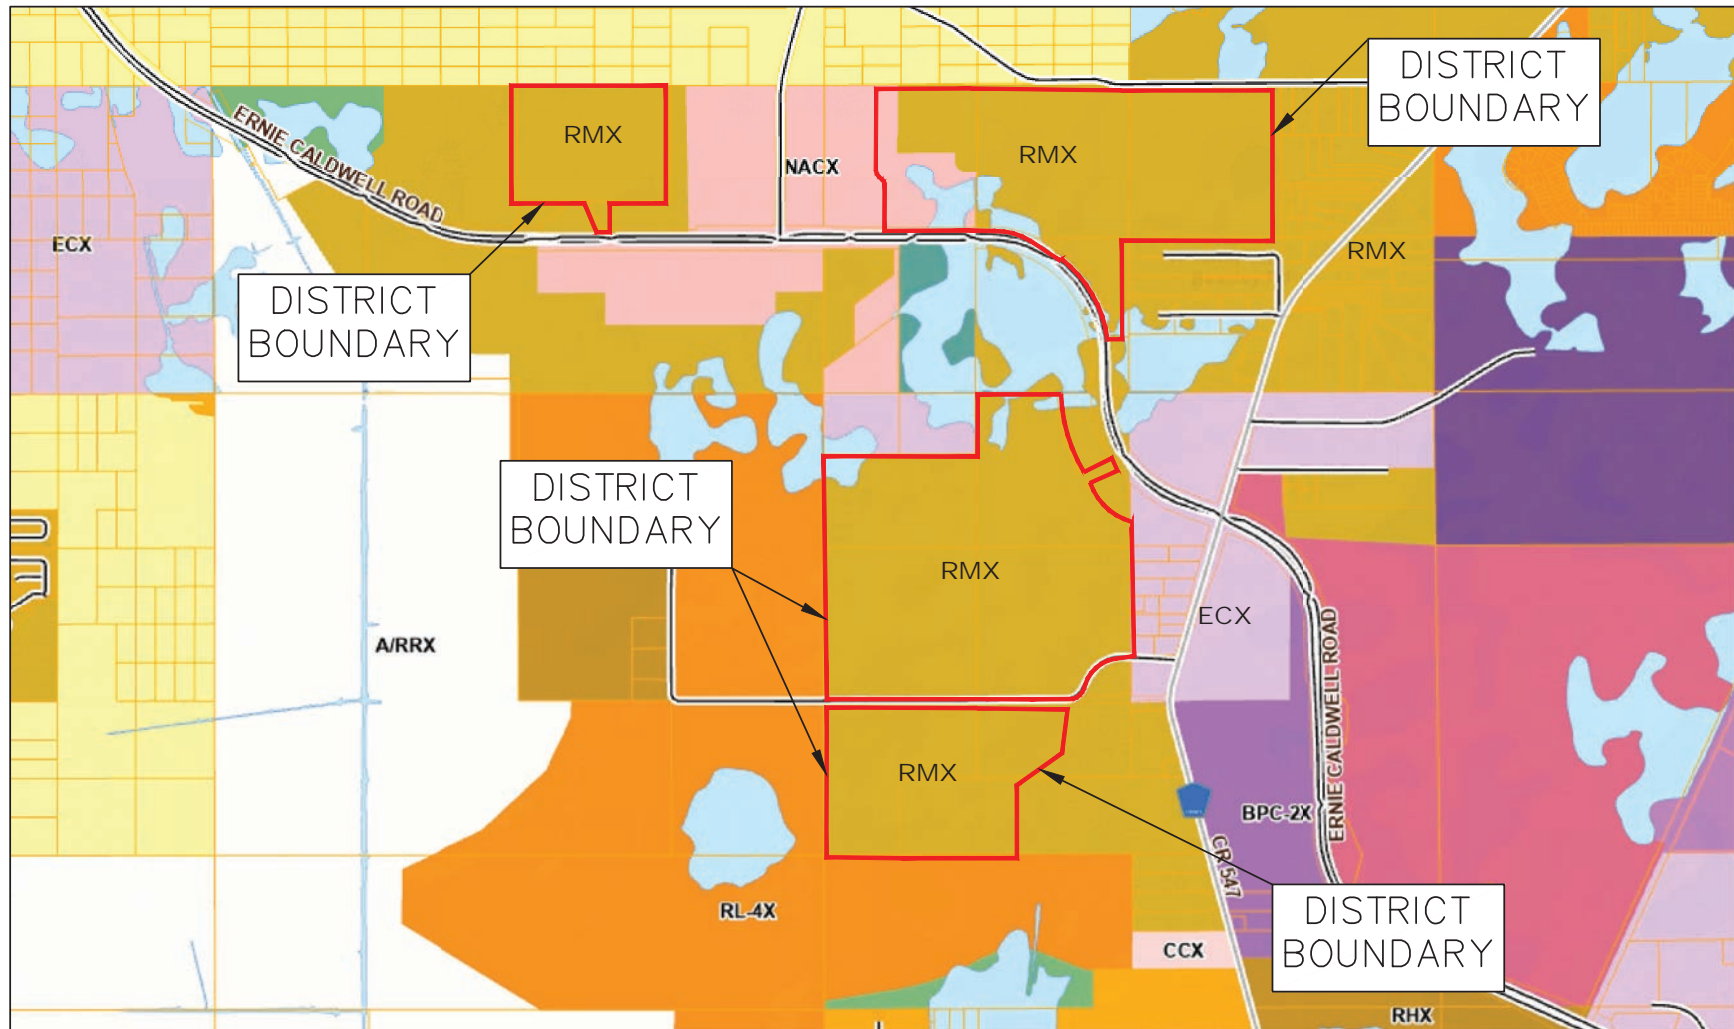 DISTRICT
BOUNDARY
RMX
RMX
ERNIE CALDWELL ROAD
NACX
ECX
RMX
DISTRICT
BOUNDARY
DISTRICT
BOUNDARY
RMX
ECX
A/RRX
ERNIE CALDWELL ROAD
RMX
BPC-2X
CR 547
RL-4X
DISTRICT
BOUNDARY
CCX
RHX